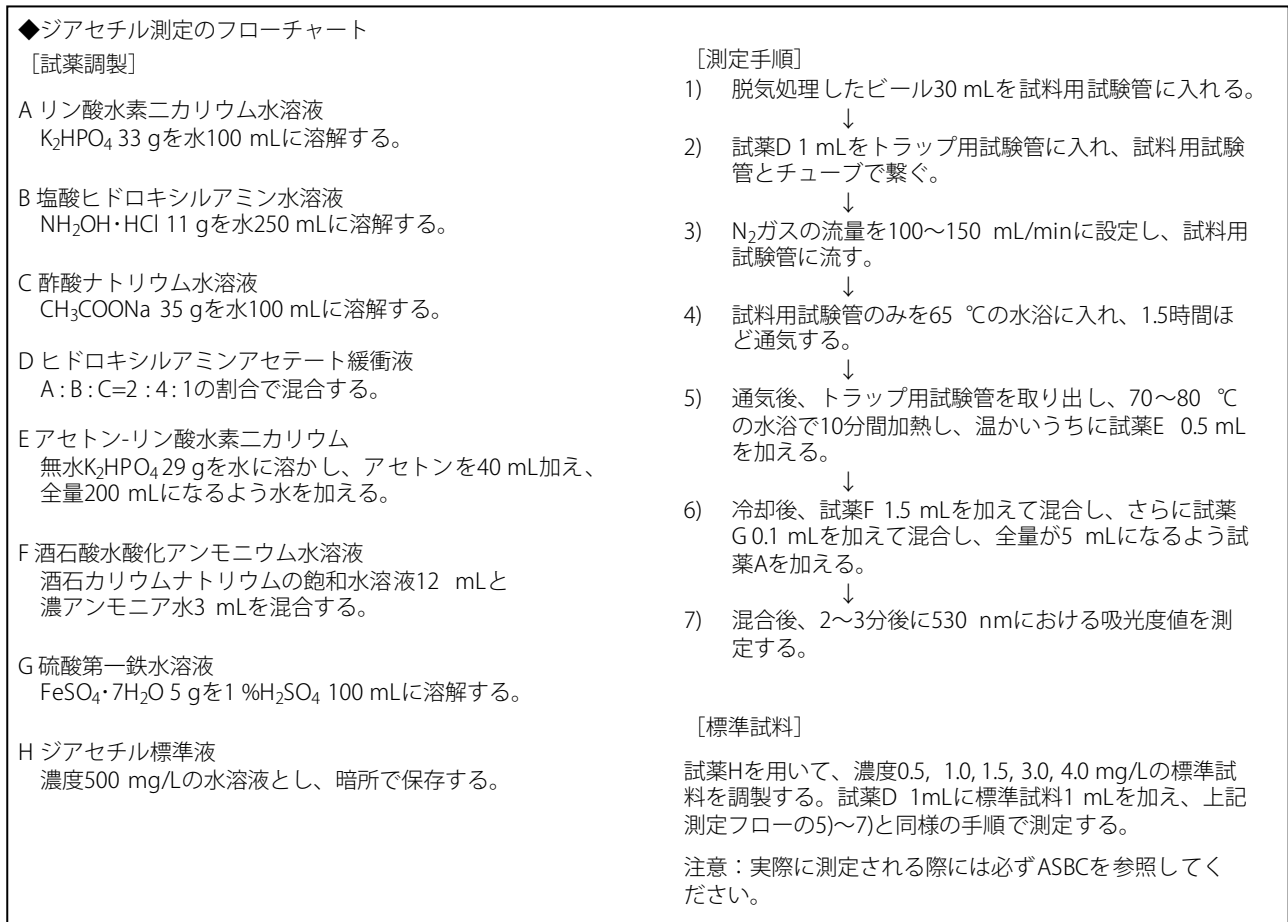 ◆ジアセチル測定のフローチャート
［試薬調製］
A リン酸水素二カリウム水溶液
K₂HPO₄ 33 gを水100 mLに溶解する。
B 塩酸ヒドロキシルアミン水溶液
NH₂OH・HCl 11 gを水250 mLに溶解する。
C 酢酸ナトリウム水溶液
CH₃COONa 35 gを水100 mLに溶解する。
D ヒドロキシルアミンアセテート緩衝液
A : B : C=2 : 4 : 1の割合で混合する。
E アセトン-リン酸水素二カリウム
無水K₂HPO₄ 29 gを水に溶かし、アセトンを40 mL加え、
全量200 mLになるよう水を加える。
F 酒石酸水酸化アンモニウム水溶液
酒石カリウムナトリウムの飽和水溶液12 mLと
濃アンモニア水3 mLを混合する。
G 硫酸第一鉄水溶液
FeSO₄・7H₂O 5 gを1 %H₂SO₄ 100 mLに溶解する。
H ジアセチル標準液
濃度500 mg/Lの水溶液とし、暗所で保存する。
［測定手順］
1) 脱気処理したビール30 mLを試料用試験管に入れる。
↓
2) 試薬D 1 mLをトラップ用試験管に入れ、試料用試験
管とチューブで繋ぐ。
↓
3) N₂ガスの流量を100～150 mL/minに設定し、試料用
試験管に流す。
↓
4) 試料用試験管のみを65 ℃の水浴に入れ、1.5時間ほ
ど通気する。
↓
5) 通気後、トラップ用試験管を取り出し、70～80 ℃
の水浴で10分間加熱し、温かいうちに試薬E 0.5 mL
を加える。
↓
6) 冷却後、試薬F 1.5 mLを加えて混合し、さらに試薬
G 0.1 mLを加えて混合し、全量が5 mLになるよう試
薬Aを加える。
↓
7) 混合後、2～3分後に530 nmにおける吸光度値を測
定する。
［標準試料］
試薬Hを用いて、濃度0.5, 1.0, 1.5, 3.0, 4.0 mg/Lの標準試
料を調製する。試薬D 1mLに標準試料1 mLを加え、上記
測定フローの5)～7)と同様の手順で測定する。
注意：実際に測定される際には必ずASBCを参照してく
ださい。